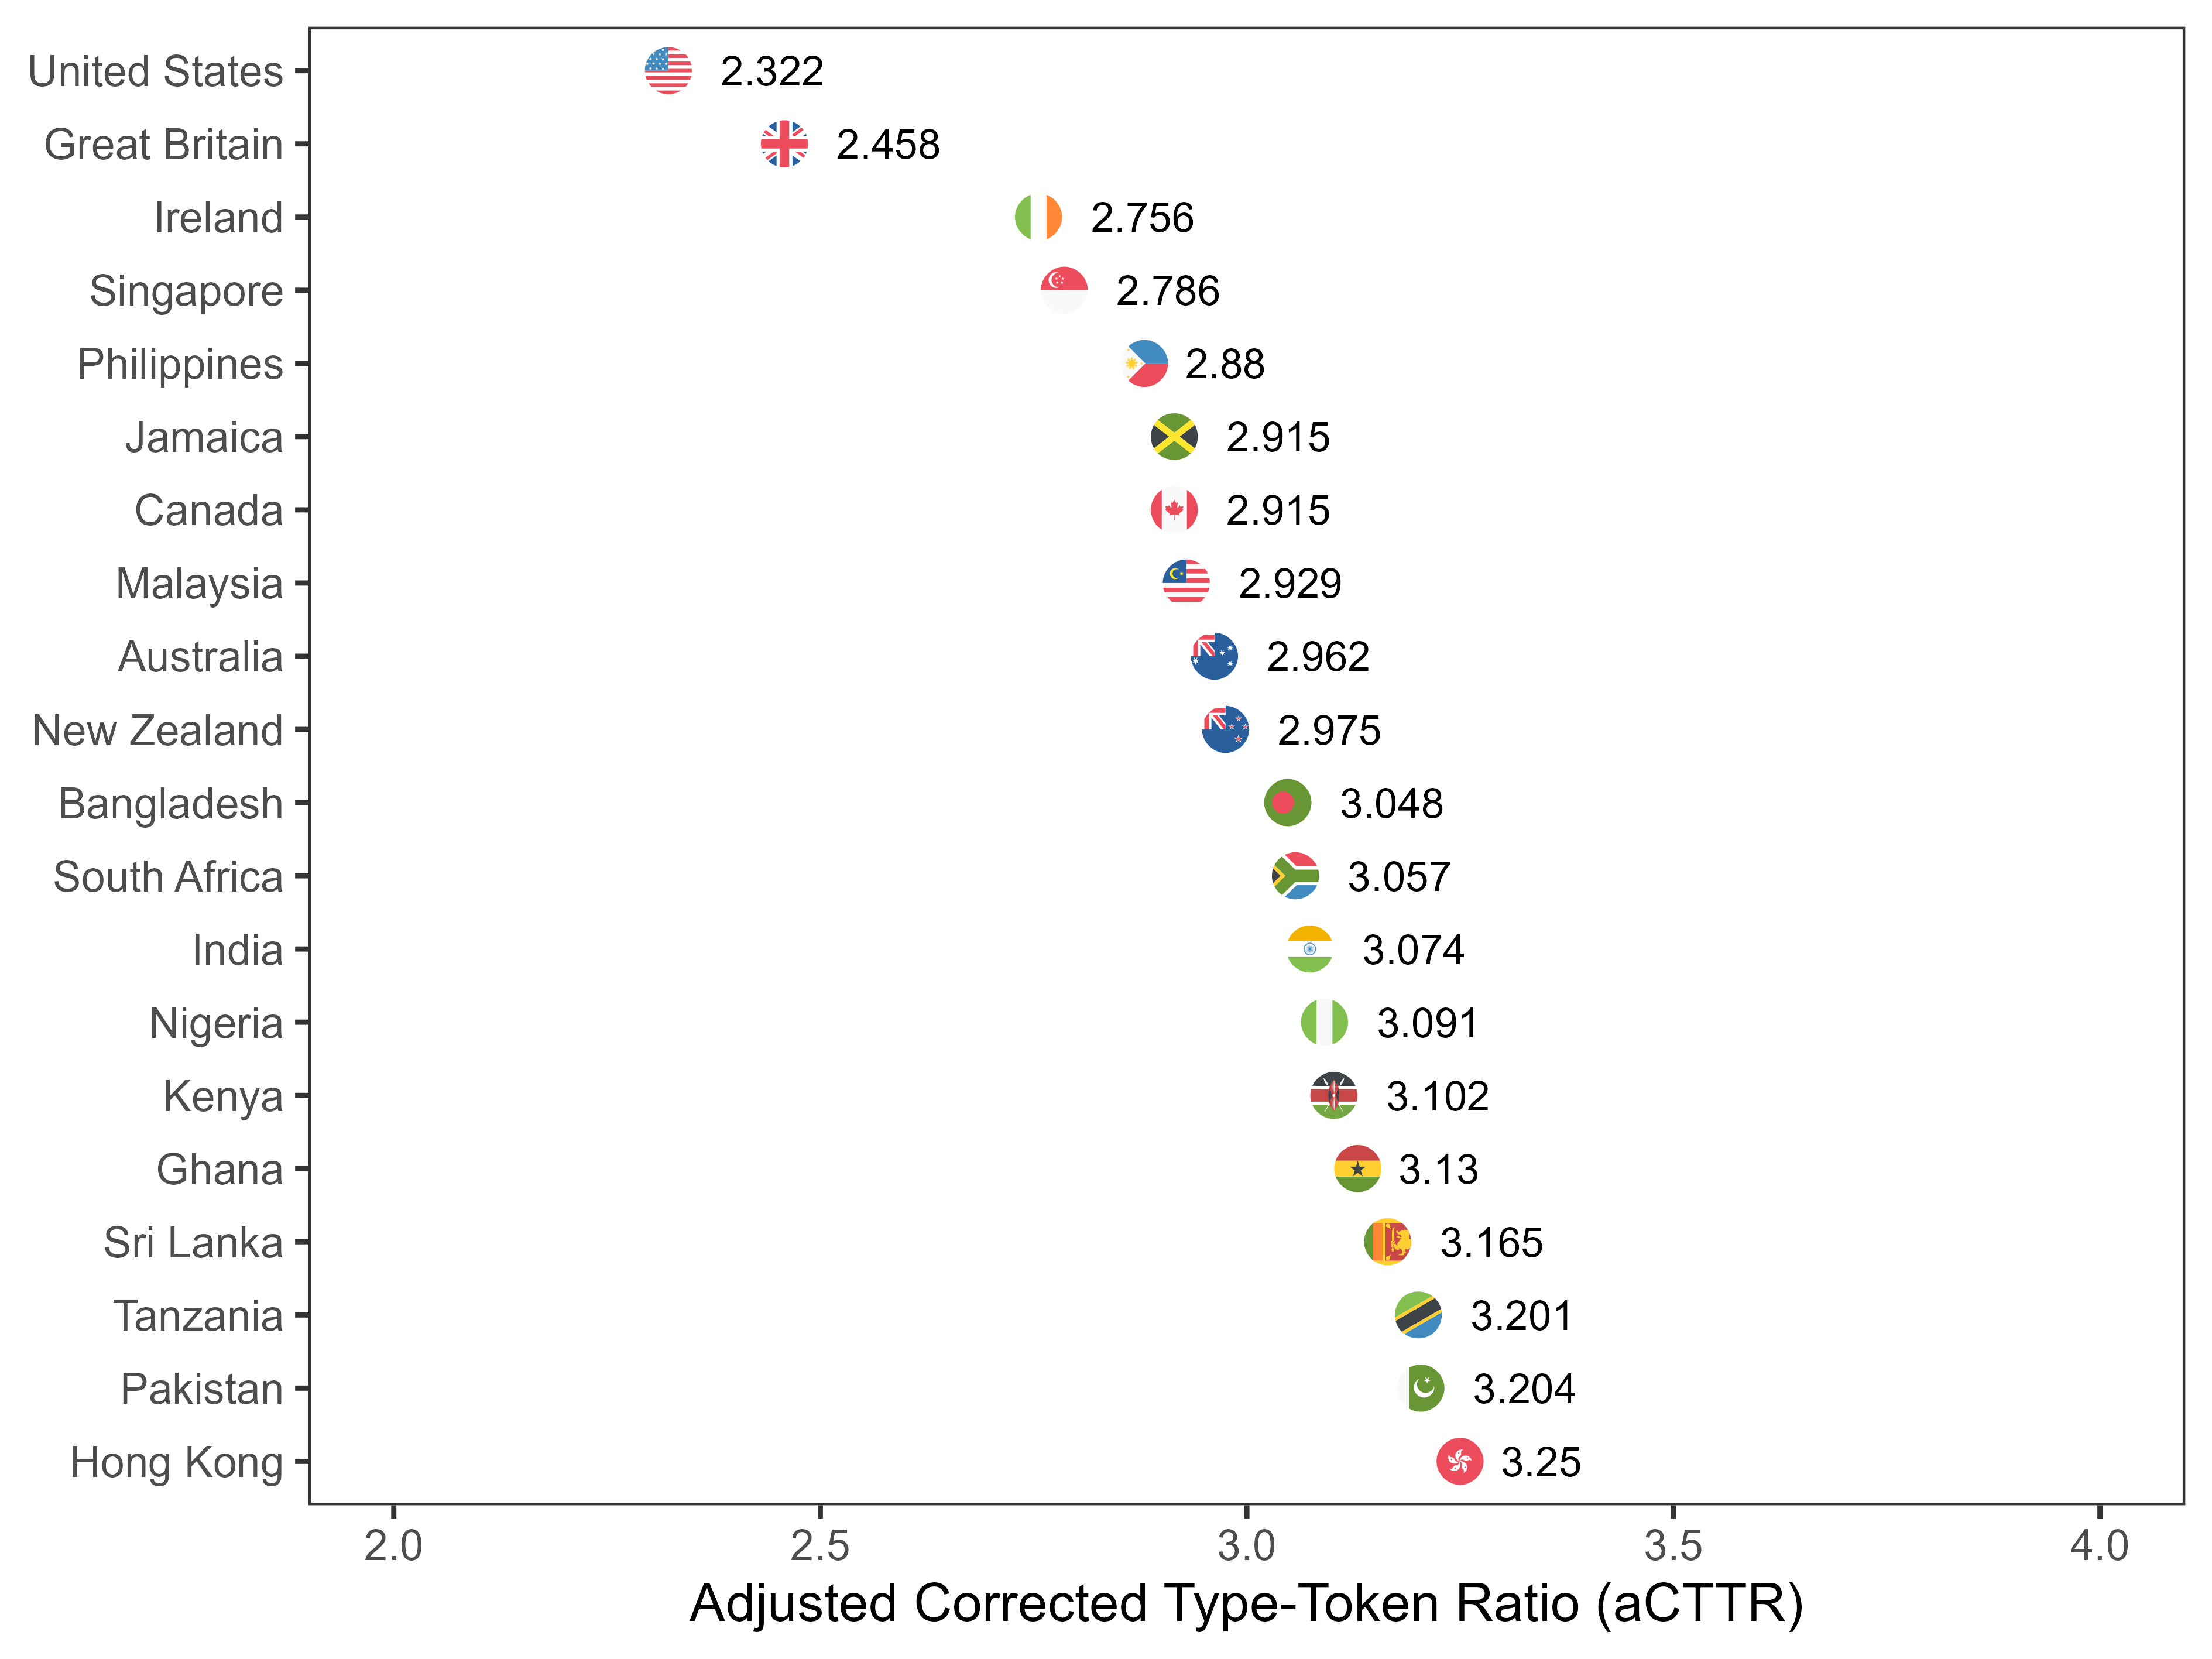 United States 2.322
Great Britain 2.458
Ireland 2.756
Singapore 2.786
Philippines 2.88
Jamaica 2.915
Canada 2.915
Malaysia 2.929
Australia 2.962
New Zealand 2.975
Bangladesh 3.048
South Africa 3.057
India 3.074
Nigeria 3.091
Kenya 3.102
Ghana 3.13
Sri Lanka 3.165
Tanzania 3.201
Pakistan 3.204
Hong Kong 3.25
2.0 2.5 3.0 3.5 4.0
Adjusted Corrected Type-Token Ratio (aCTTR)